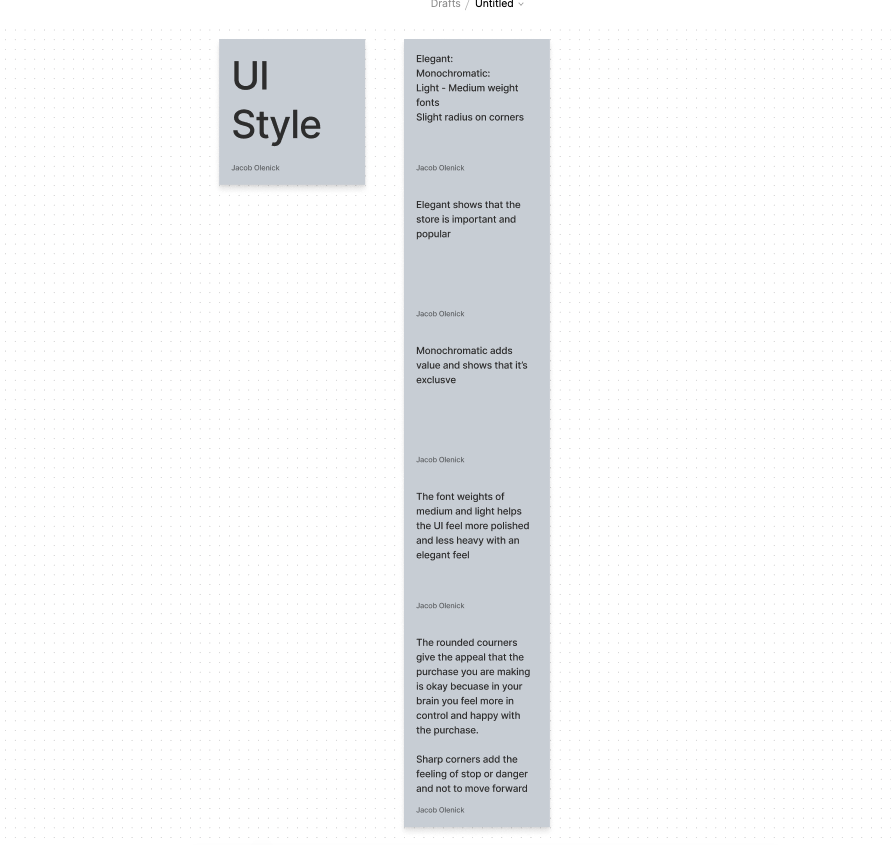 Drafts / Untitled
UI
Style
Jacob Olenick
Elegant:
Monochromatic:
Light - Medium weight
fonts
Slight radius on corners
Jacob Olenick
Elegant shows that the
store is important and
popular
Jacob Olenick
Monochromatic adds
value and shows that it's
exclusve
Jacob Olenick
The font weights of
medium and light helps
the UI feel more polished
and less heavy with an
elegant feel
Jacob Olenick
The rounded courners
give the appeal that the
purchase you are making
is okay becuase in your
brain you feel more in
control and happy with
the purchase.
Sharp corners add the
feeling of stop or danger
and not to move forward
Jacob Olenick